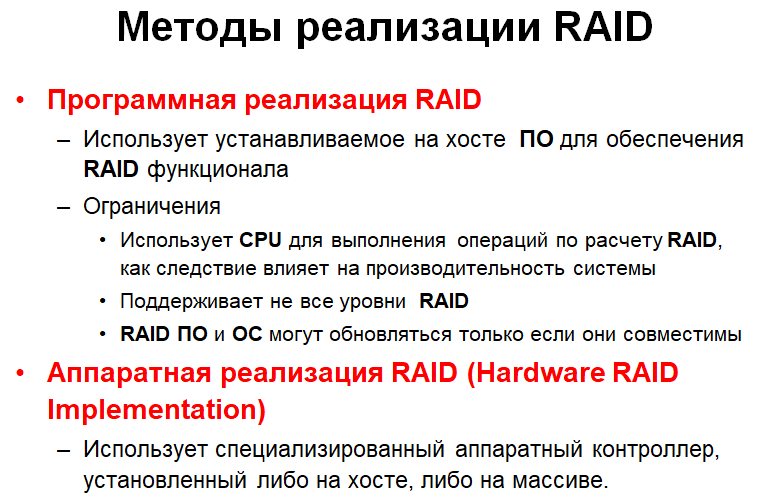 Методы реализации RAID
• Программная реализация RAID
– Использует устанавливаемое на хосте ПО для обеспечения
RAID функционала
– Ограничения
• Использует CPU для выполнения операций по расчету RAID,
как следствие влияет на производительность системы
• Поддерживает не все уровни RAID
• RAID ПО и ОС могут обновляться только если они совместимы
• Аппаратная реализация RAID (Hardware RAID
Implementation)
– Использует специализированный аппаратный контроллер,
установленный либо на хосте, либо на массиве.